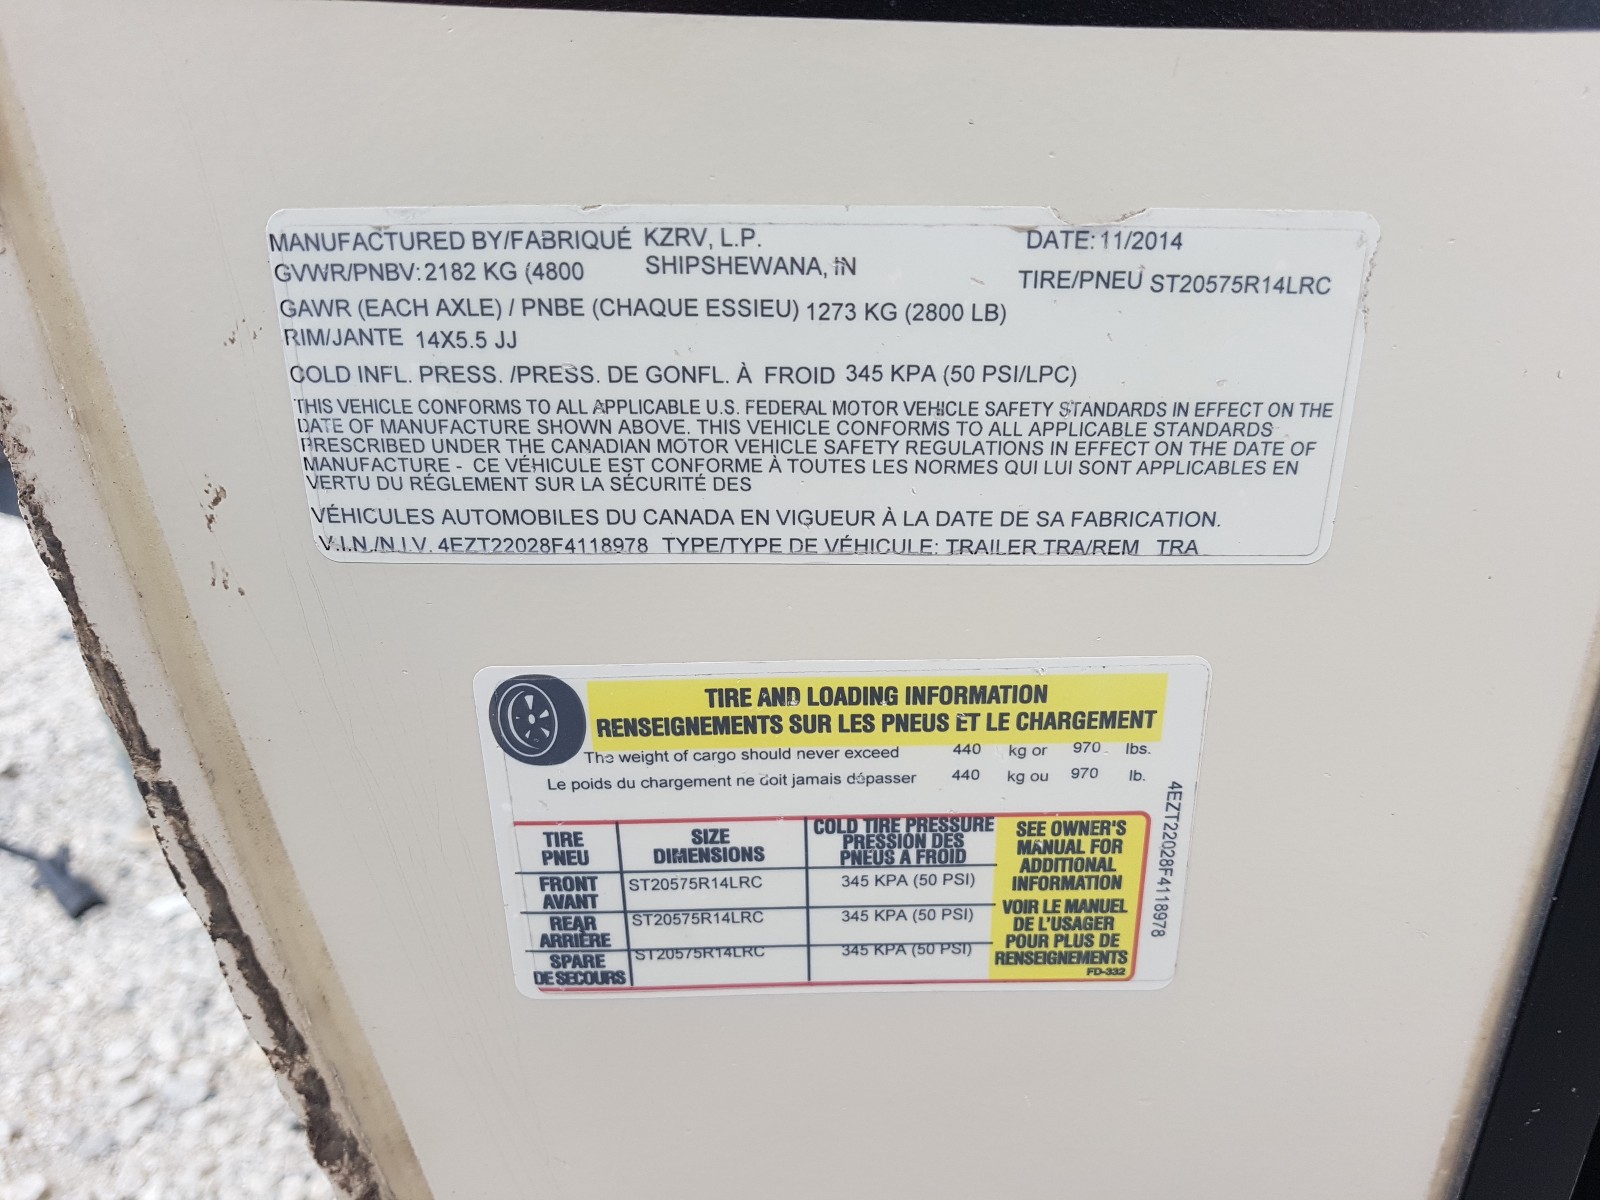 MANUFACTURED BY/FABRIQUÉ KZRV, L.P. DATE: 11/2014
GVWR/PNBV: 2182 KG (4800 SHIPSHEWANA, IN TIRE/PNEU ST20575R14LRC
GAWR (EACH AXLE) / PNBE (CHAQUE ESSIEU) 1273 KG (2800 LB)
RIM/JANTE 14X5.5 JJ
COLD INFL. PRESS. /PRESS. DE GONFL. À FROID 345 KPA (50 PSI/LPC)
THIS VEHICLE CONFORMS TO ALL APPLICABLE U.S. FEDERAL MOTOR VEHICLE SAFETY STANDARDS IN EFFECT ON THE
DATE OF MANUFACTURE SHOWN ABOVE. THIS VEHICLE CONFORMS TO ALL APPLICABLE STANDARDS
PRESCRIBED UNDER THE CANADIAN MOTOR VEHICLE SAFETY REGULATIONS IN EFFECT ON THE DATE OF
MANUFACTURE - CE VÉHICULE EST CONFORME À TOUTES LES NORMES QUI LUI SONT APPLICABLES EN
VERTU DU RÉGLEMENT SUR LA SÉCURITÉ DES
VÉHICULES AUTOMOBILES DU CANADA EN VIGUEUR À LA DATE DE SA FABRICATION.
V.I.N./N.I.V. 4EZT22028F4118978 TYPE/TYPE DE VÉHICULE: TRAILER TRA/REM TRA
TIRE AND LOADING INFORMATION
RENSEIGNEMENTS SUR LES PNEUS ET LE CHARGEMENT
The weight of cargo should never exceed 440 kg or 970 lbs.
Le poids du chargement ne doit jamais dépasser 440 kg ou 970 lb.
TIRE
PNEU
SIZE
DIMENSIONS
COLD TIRE PRESSURE
PRESSION DES
PNEUS A FROID
FRONT
AVANT
ST20575R14LRC 345 KPA (50 PSI)
REAR
ARRIÈRE
ST20575R14LRC 345 KPA (50 PSI)
SPARE
DE SECOURS
ST20575R14LRC 345 KPA (50 PSI)
SEE OWNER'S
MANUAL FOR
ADDITIONAL
INFORMATION
VOIR LE MANUEL
DE L'USAGER
POUR PLUS DE
RENSEIGNEMENTS
FD-332
4EZT22028F4118978